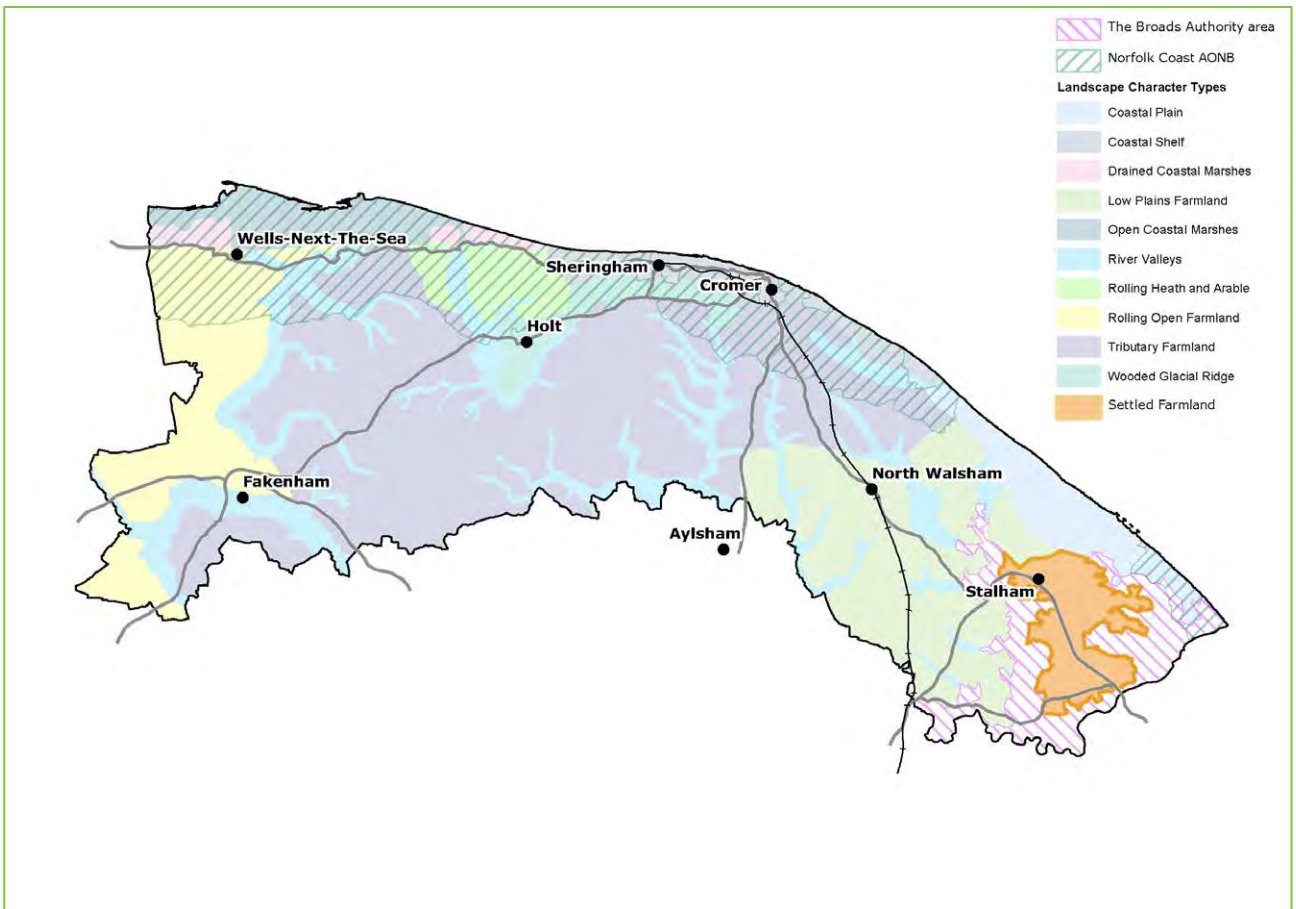 The Broads Authority area
Norfolk Coast AONB
Landscape Character Types
Coastal Plain
Coastal Shelf
Drained Coastal Marshes
Low Plains Farmland
Open Coastal Marshes
River Valleys
Rolling Heath and Arable
Rolling Open Farmland
Tributary Farmland
Wooded Glacial Ridge
Settled Farmland
Wells-Next-The-Sea
Sheringham
Cromer
Holt
Fakenham
North Walsham
Aylsham
Stalham